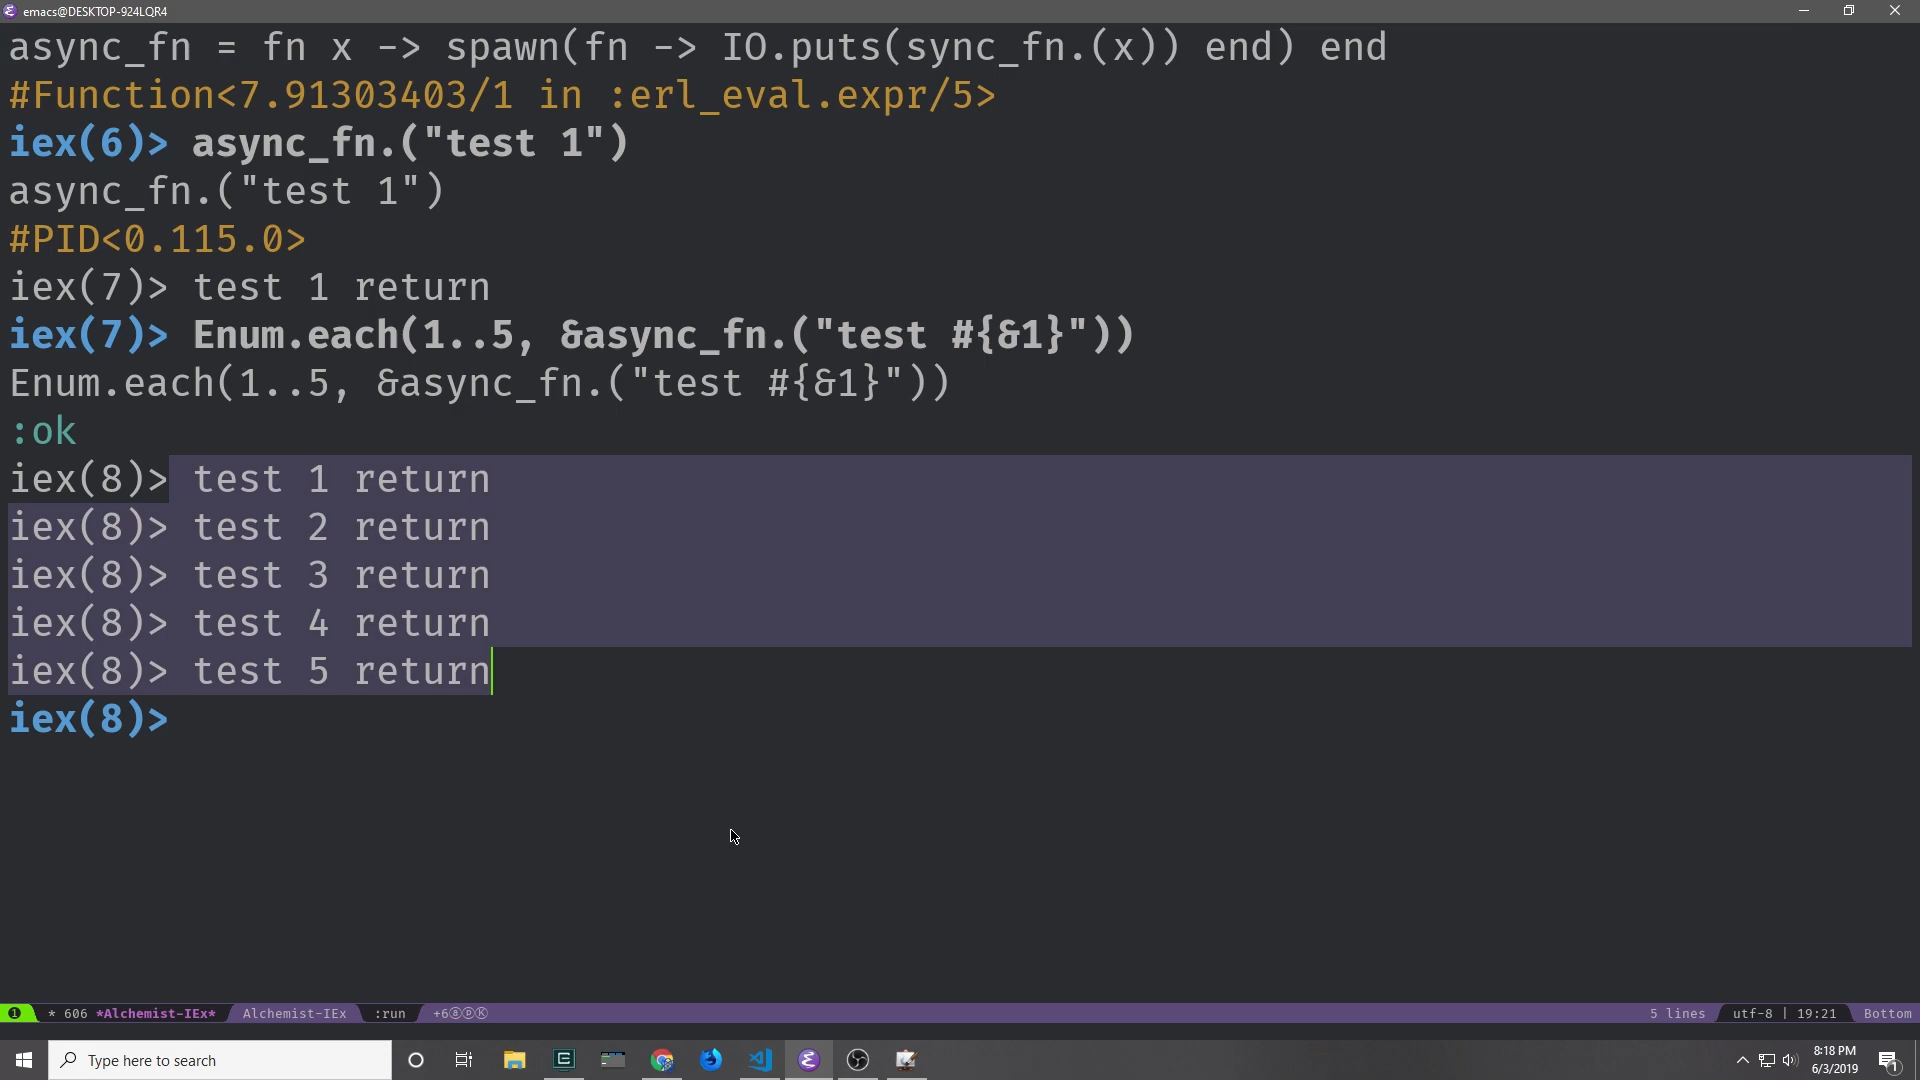 emacs@DESKTOP-924LQR4
async_fn = fn x -> spawn(fn -> IO.puts(sync_fn.(x)) end) end
#Function<7.91303403/1 in :erl_eval.expr/5>
iex(6)> async_fn.("test 1")
async_fn.("test 1")
#PID<0.115.0>
iex(7)> test 1 return
iex(7)> Enum.each(1..5, &async_fn.("test #{&1}"))
Enum.each(1..5, &async_fn.("test #{&1}"))
:ok
iex(8)> test 1 return
iex(8)> test 2 return
iex(8)> test 3 return
iex(8)> test 4 return
iex(8)> test 5 return
iex(8)>
❶ * 606 *Alchemist-IEx* Alchemist-IEx :run +6ⓐⓟⓀ 5 lines utf-8 | 19:21 Bottom
Type here to search
8:18 PM
6/3/2019
1